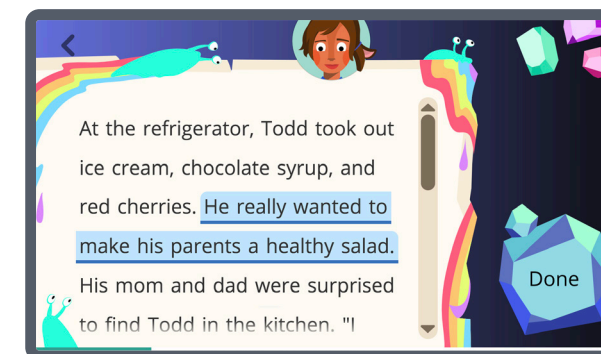 At the refrigerator, Todd took out
ice cream, chocolate syrup, and
red cherries. He really wanted to
make his parents a healthy salad.
His mom and dad were surprised
to find Todd in the kitchen. "I
Done